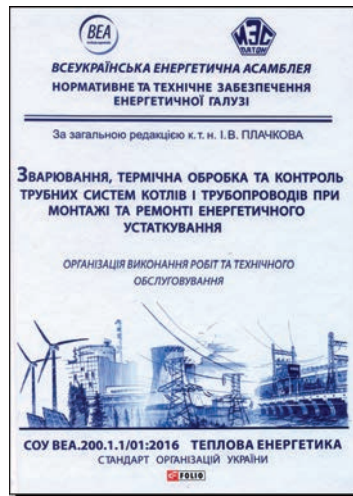 ВЕА
ІЭС
ПАТОН
ВСЕУКРАЇНСЬКА ЕНЕРГЕТИЧНА АСАМБЛЕЯ
НОРМАТИВНЕ ТА ТЕХНІЧНЕ ЗАБЕЗПЕЧЕННЯ
ЕНЕРГЕТИЧНОЇ ГАЛУЗІ
За загальною редакцією к. т. н. І.В. ПЛАЧКОВА
ЗВАРЮВАННЯ, ТЕРМІЧНА ОБРОБКА ТА КОНТРОЛЬ
ТРУБНИХ СИСТЕМ КОТЛІВ І ТРУБОПРОВОДІВ ПРИ
МОНТАЖІ ТА РЕМОНТІ ЕНЕРГЕТИЧНОГО
УСТАТКУВАННЯ
ОРГАНІЗАЦІЯ ВИКОНАННЯ РОБІТ ТА ТЕХНІЧНОГО
ОБСЛУГОВУВАННЯ
СОУ ВЕА.200.1.1/01:2016 ТЕПЛОВА ЕНЕРГЕТИКА
СТАНДАРТ ОРГАНІЗАЦІЙ УКРАЇНИ
FOLIO